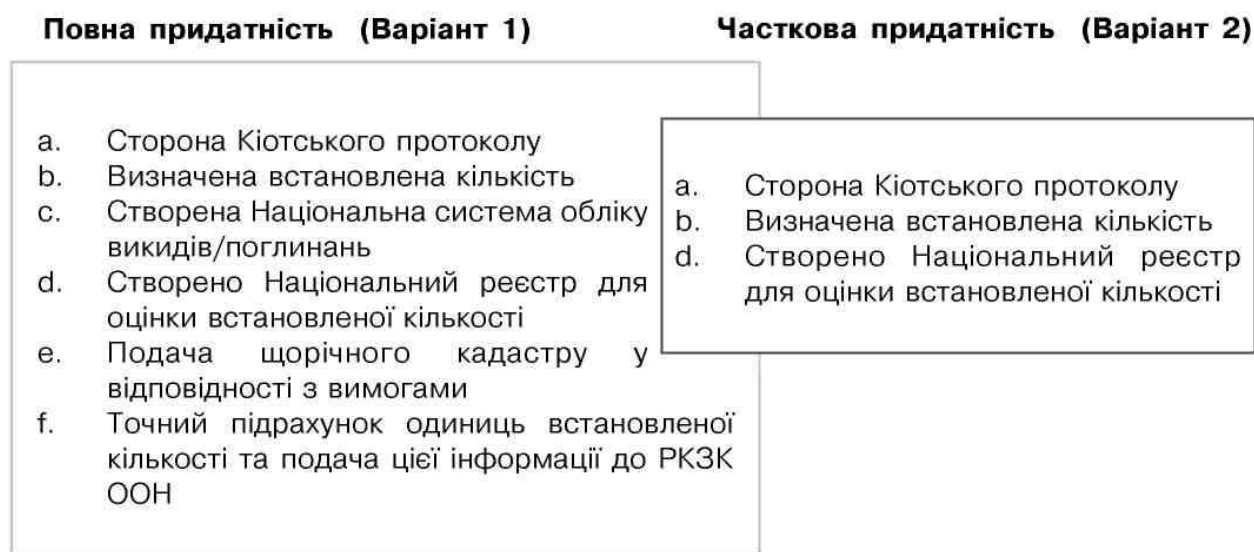 Повна придатність (Варіант 1)
a. Сторона Кіотського протоколу
b. Визначена встановлена кількість
c. Створена Національна система обліку
викидів/поглинань
d. Створено Національний реєстр для
оцінки встановленої кількості
e. Подача щорічного кадастру у
відповідності з вимогами
f. Точний підрахунок одиниць встановленої
кількості та подача цієї інформації до РКЗК
ООН
Часткова придатність (Варіант 2)
a. Сторона Кіотського протоколу
b. Визначена встановлена кількість
d. Створено Національний реєстр
для оцінки встановленої кількості